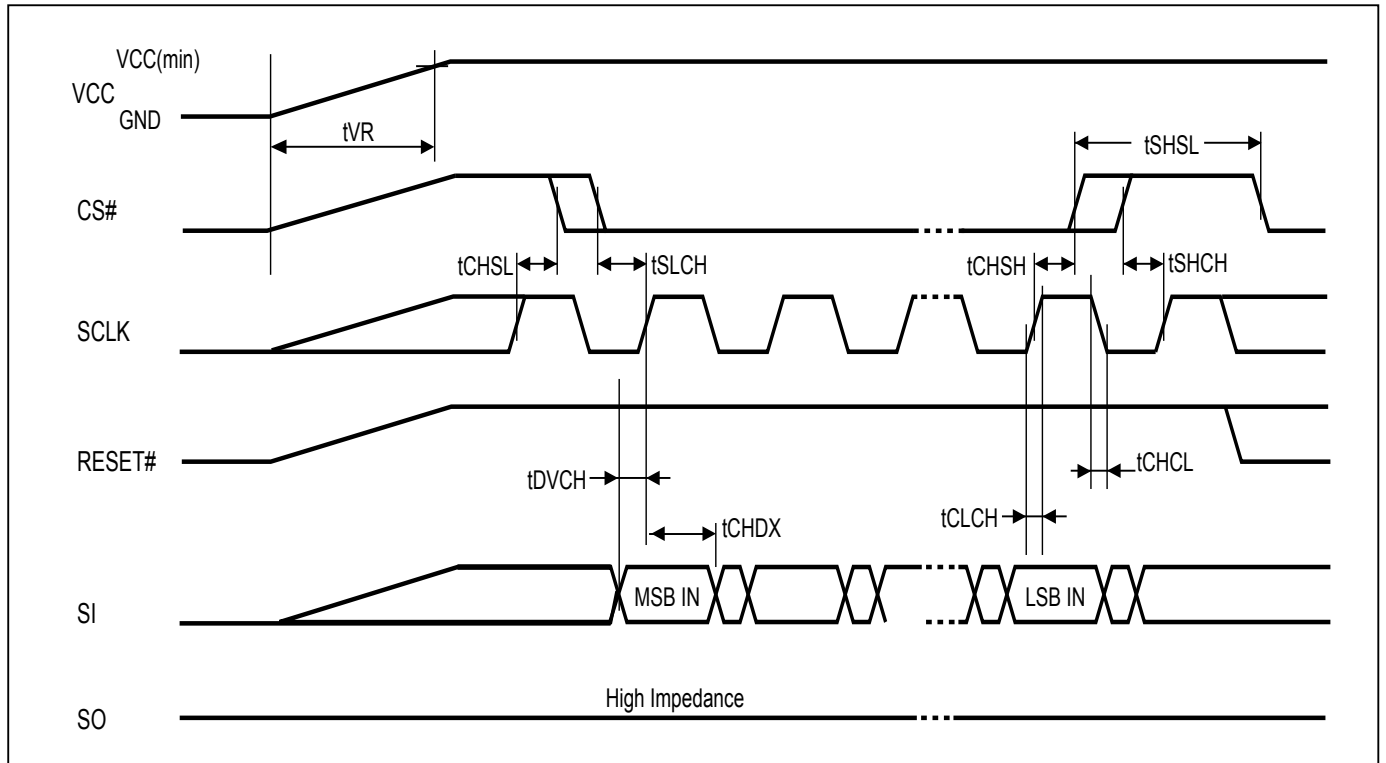 VCC(min)
VCC
GND
tVR
tSHSL
CS#
tCHSL
tSLCH
tCHSH
tSHCH
SCLK
RESET#
tDVCH
tCHCL
tCLCH
tCHDX
SI
MSB IN
LSB IN
High Impedance
SO